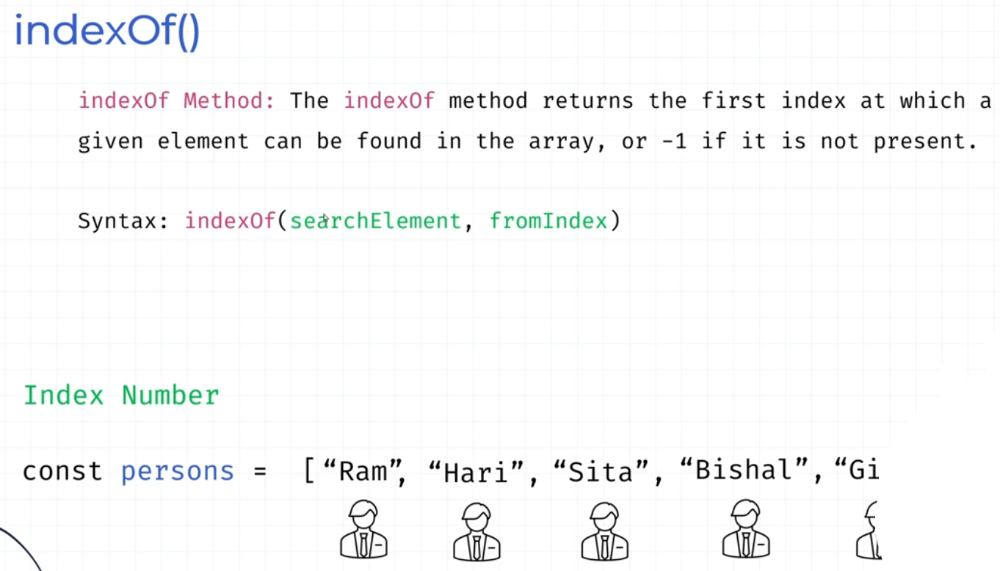 indexOf()
indexOf Method: The indexOf method returns the first index at which a
given element can be found in the array, or -1 if it is not present.
Syntax: indexOf(searchElement, fromIndex)
Index Number
const persons = [“Ram”, “Hari”, “Sita”, “Bishal”, “Gi